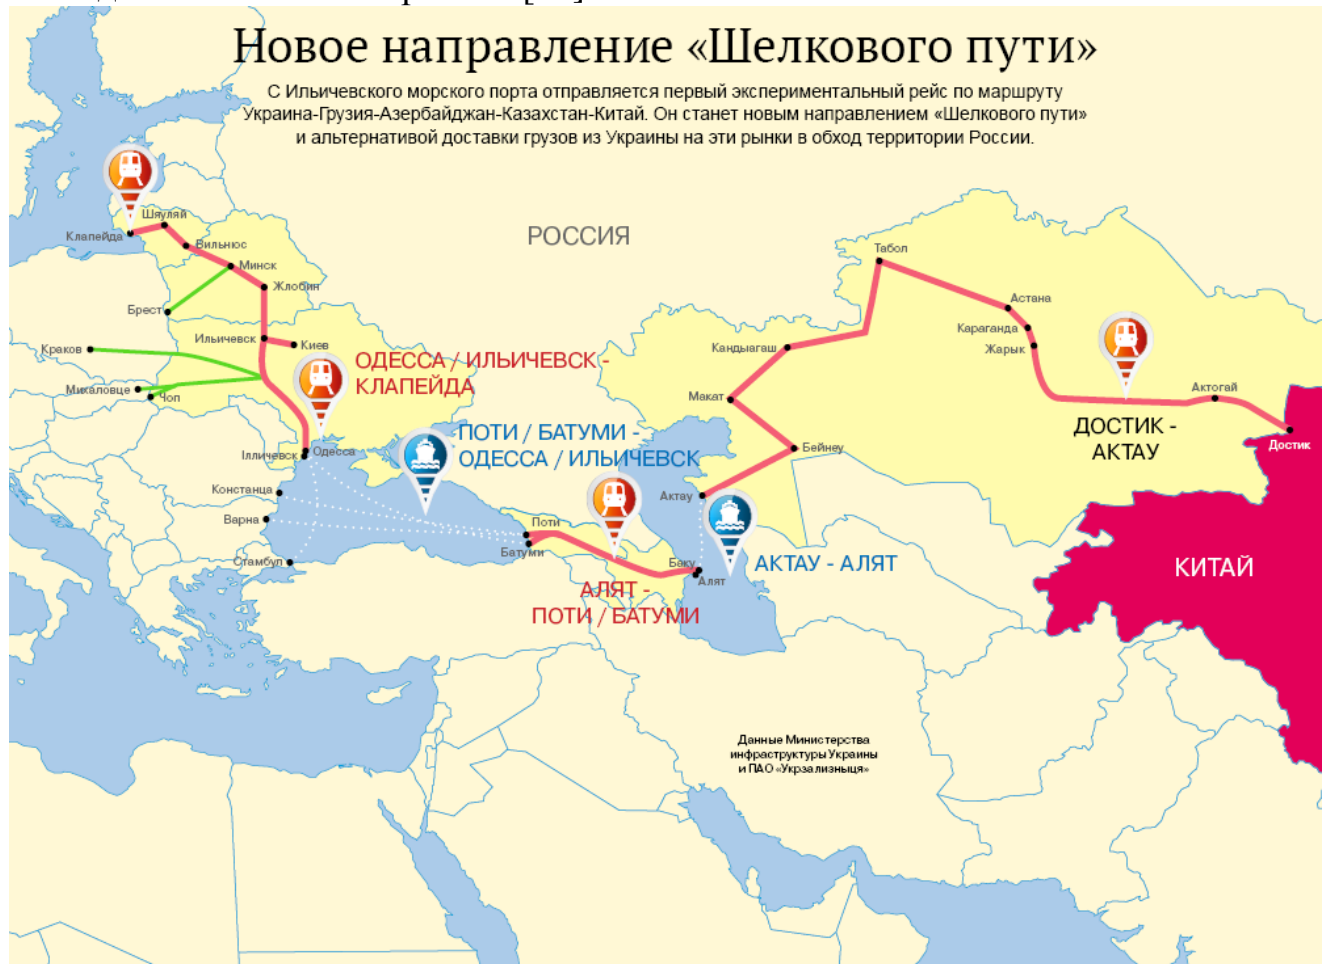 Новое направление «Шелкового пути»
С Ильичевского морского порта отправляется первый экспериментальный рейс по маршруту
Украина-Грузия-Азербайджан-Казахстан-Китай. Он станет новым направлением «Шелкового пути»
и альтернативой доставки грузов из Украины на эти рынки в обход территории России.
Шяуляй
Клапейда
Вильнюс
РОССИЯ
Табол
Минск
Жлобин
Астана
Брест
Караганда
Ильичевск
Киев
Кандыагаш
Жарык
Краков
ОДЕССА / ИЛЬИЧЕВСК -
КЛАПЕЙДА
Михаловце
Чоп
Макат
Актогай
ДОСТИК -
АКТАУ
ПОТИ / БАТУМИ -
ОДЕССА / ИЛЬИЧЕВСК
Бейнеу
Достик
Ілличевск
Одесса
Констанца
Актау
Варна
Поти
Батуми
Стамбул
Баку
Алят
АКТАУ - АЛЯТ
КИТАЙ
АЛЯТ -
ПОТИ / БАТУМИ
Данные Министерства
инфраструктуры Украины
и ПАО «Укрзализныця»